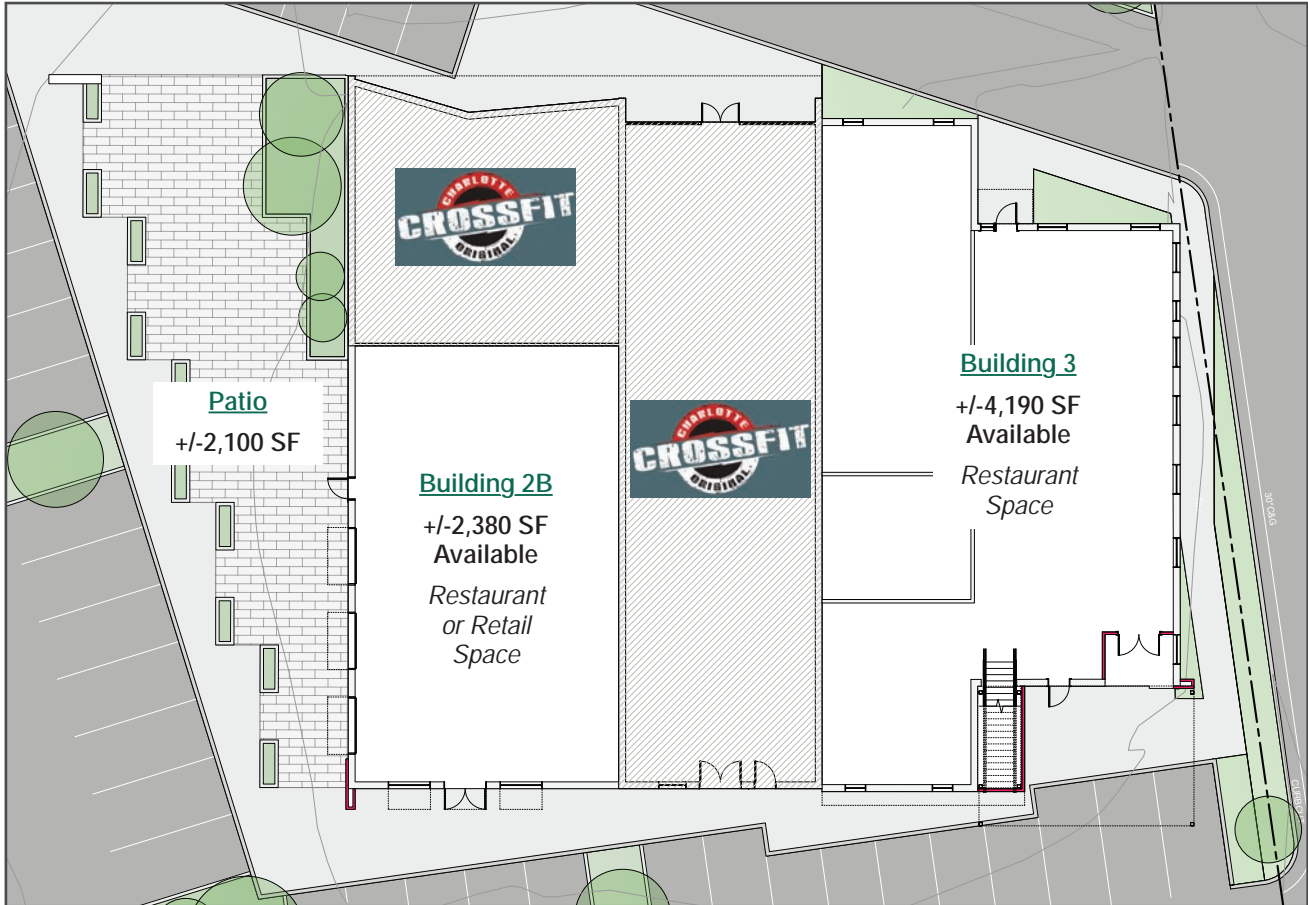 CHARLOTTE
CROSSFIT
ORIGINAL.
Patio
+/-2,100 SF
Building 2B
+/-2,380 SF
Available
Restaurant
or Retail
Space
CHARLOTTE
CROSSFIT
ORIGINAL.
Building 3
+/-4,190 SF
Available
Restaurant
Space
30" C&G